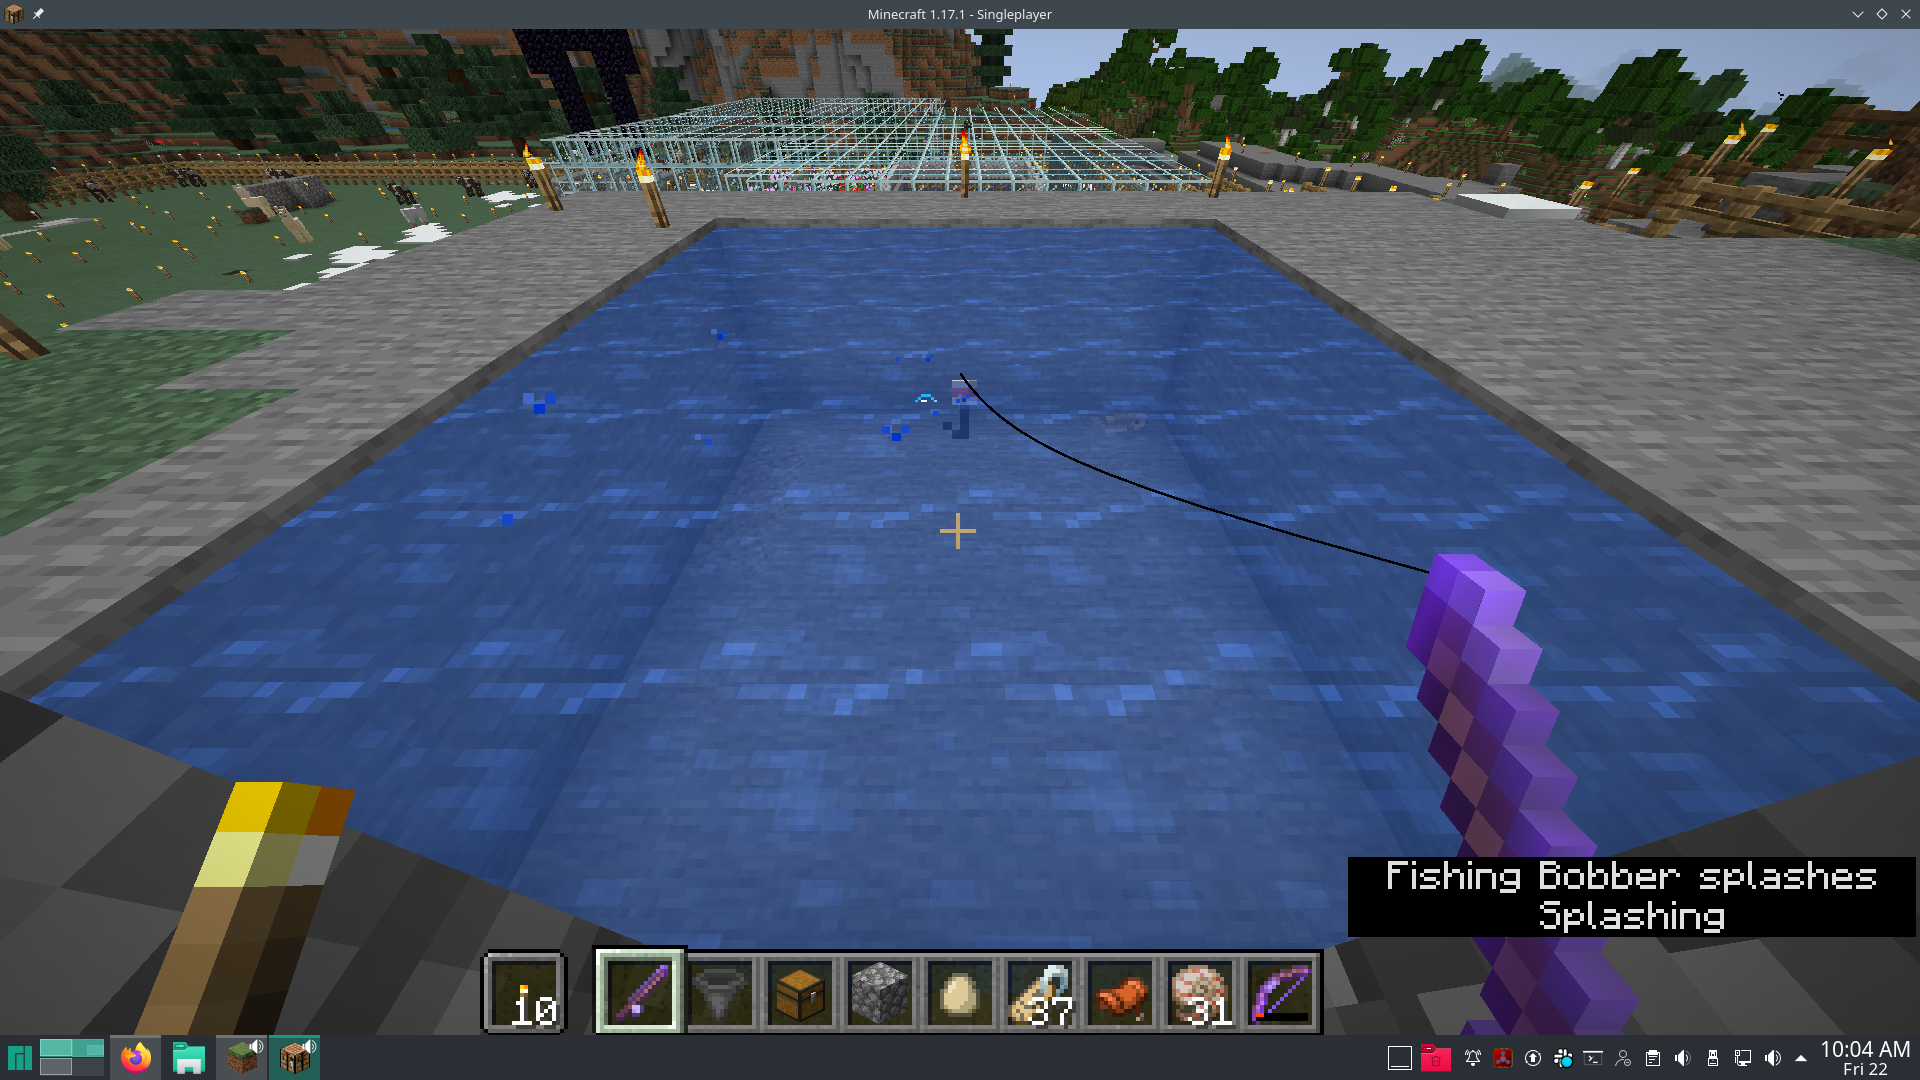 Minecraft 1.17.1 - Singleplayer
Fishing Bobber splashes
Splashing
10
37
31
10:04 AM
Fri 22